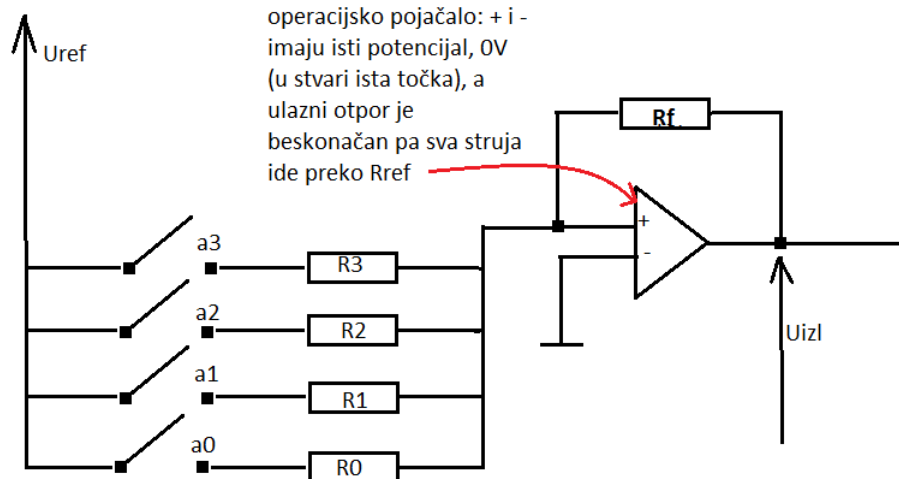 operacijsko pojačalo: + i -
imaju isti potencijal, 0V
(u stvari ista točka), a
ulazni otpor je
beskonačan pa sva struja
ide preko Rref
Uref
Rf
+
-
a3
R3
a2
R2
a1
R1
a0
R0
Uizl